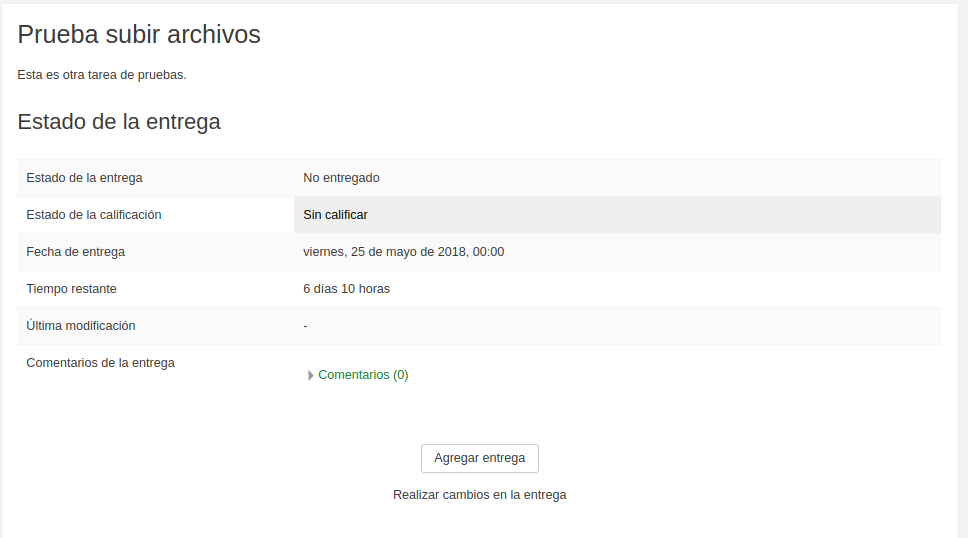 Prueba subir archivos
Esta es otra tarea de pruebas.
Estado de la entrega
Estado de la entrega No entregado
Estado de la calificación Sin calificar
Fecha de entrega viernes, 25 de mayo de 2018, 00:00
Tiempo restante 6 días 10 horas
Última modificación -
Comentarios de la entrega
Comentarios (0)
Agregar entrega
Realizar cambios en la entrega